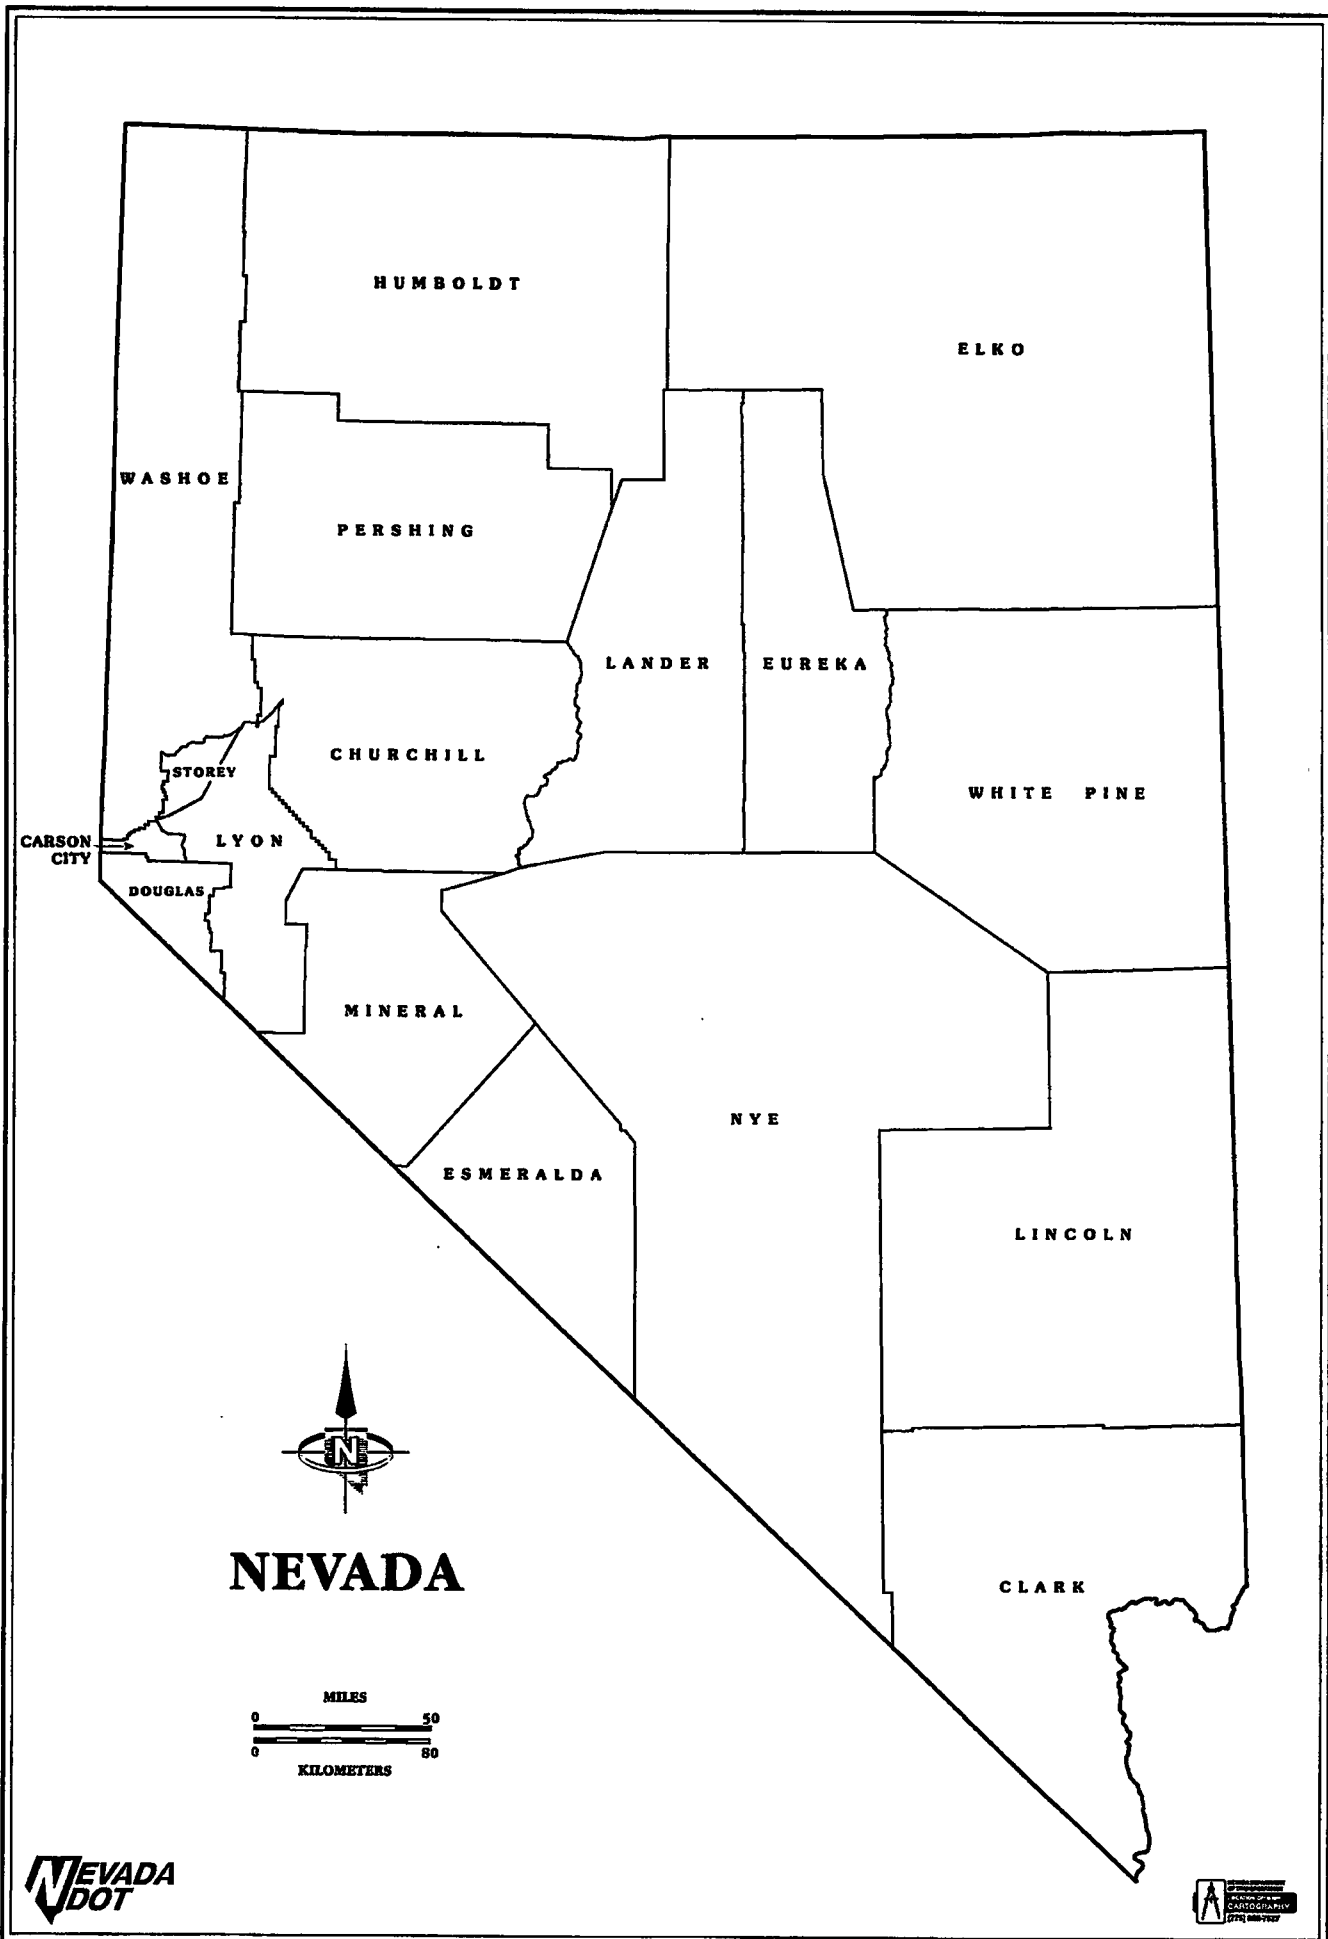 HUMBOLDT
ELKO
WASHOE
PERSHING
LANDER
EUREKA
CHURCHILL
STOREY
WHITE PINE
CARSON
CITY
LYON
DOUGLAS
MINERAL
NYE
ESMERALDA
LINCOLN
N
NEVADA
CLARK
MILES
0 50
0 80
KILOMETERS
NEVADA
DOT
CARTOGRAPHY